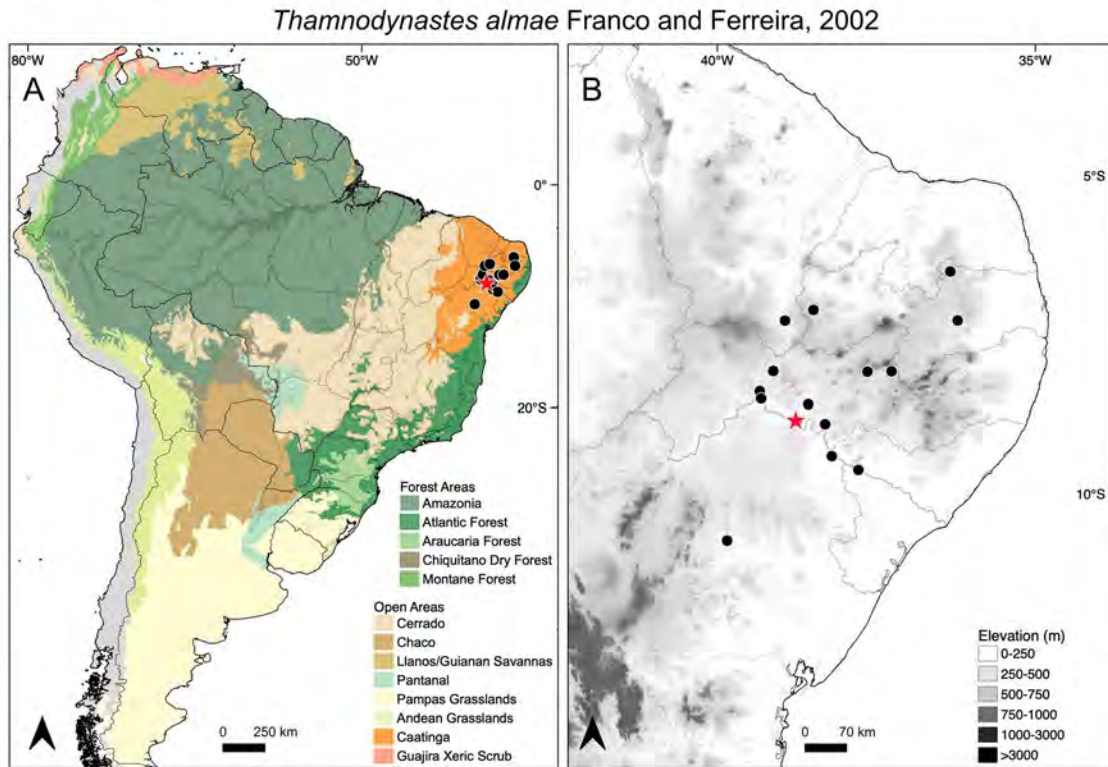 Thamnodynastes almae Franco and Ferreira, 2002
80°W
50°W
A
0°
20°S
Forest Areas
Amazonia
Atlantic Forest
Araucaria Forest
Chiquitano Dry Forest
Montane Forest
Open Areas
Cerrado
Chaco
Llanos/Guianan Savannas
Pantanal
Pampas Grasslands
Andean Grasslands
Caatinga
Guajira Xeric Scrub
0 250 km
40°W
35°W
B
5°S
10°S
Elevation (m)
0-250
250-500
500-750
750-1000
1000-3000
>3000
0 70 km